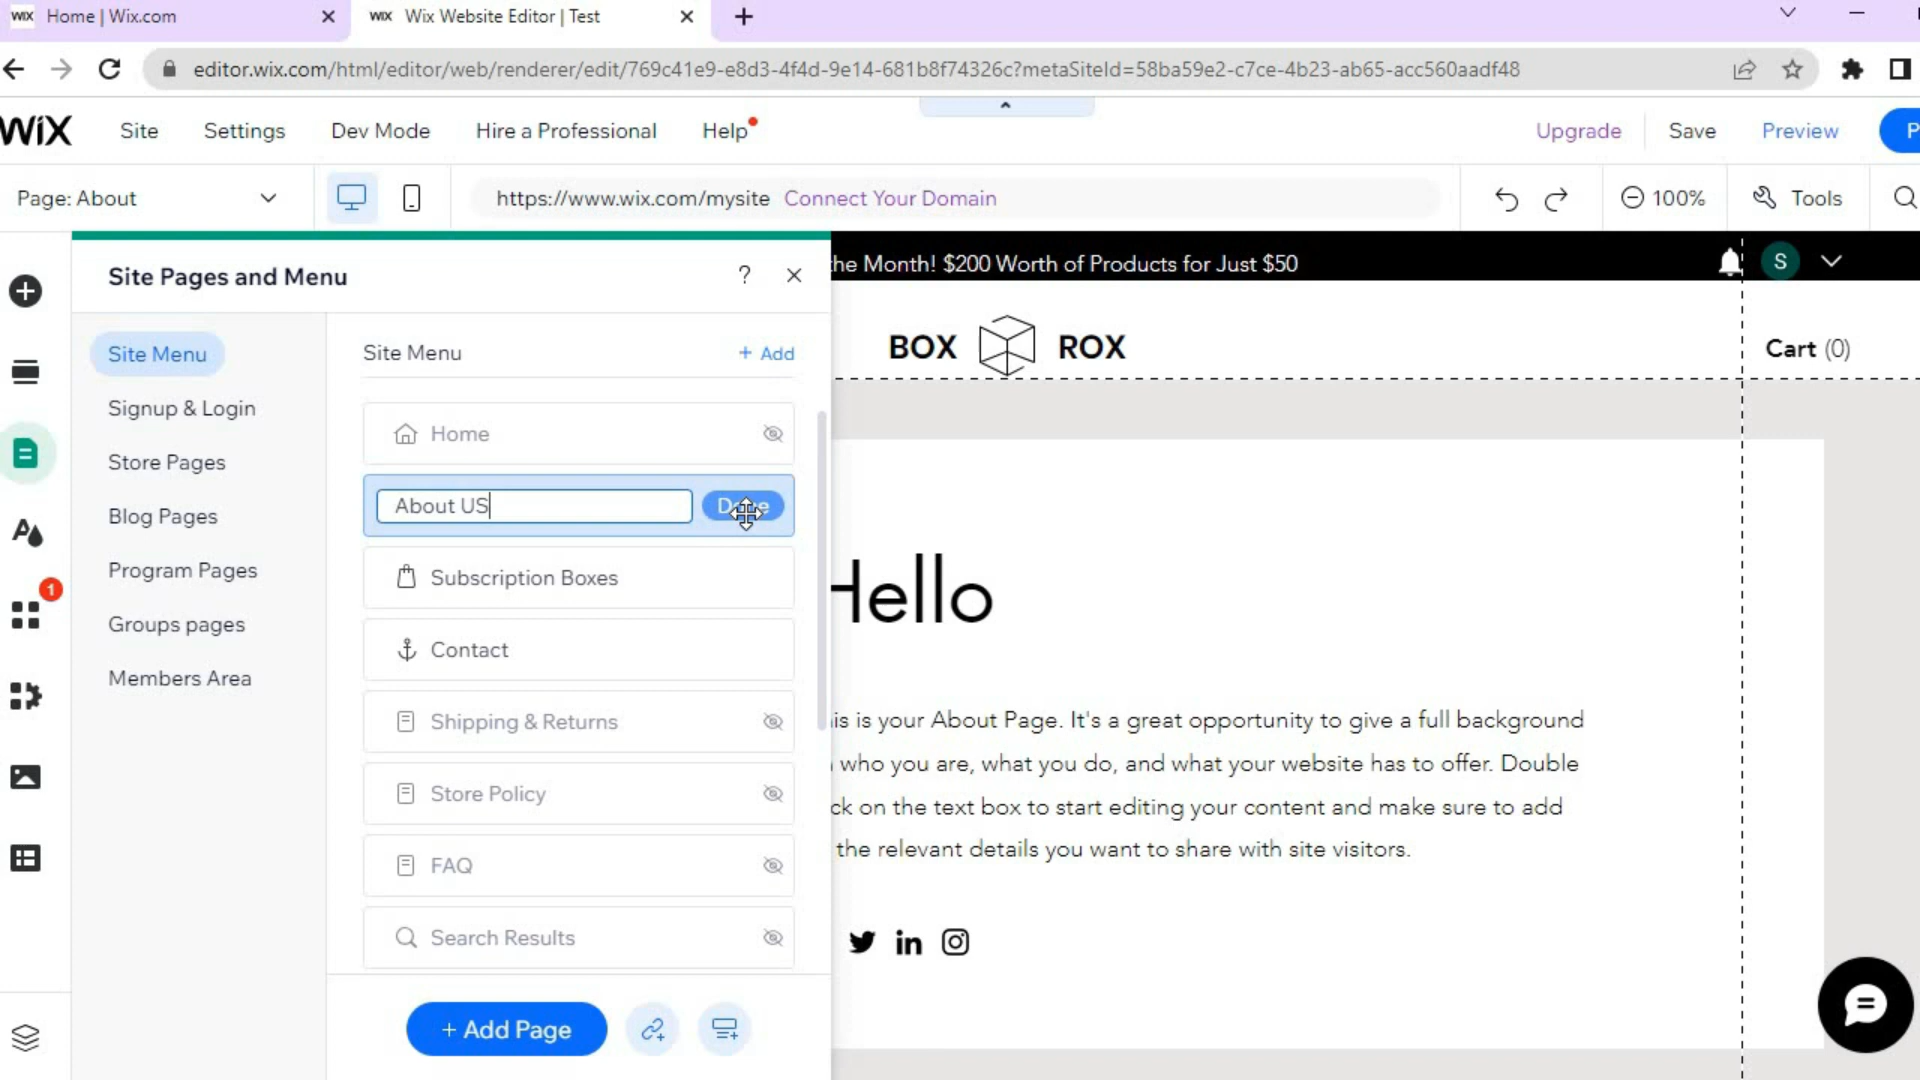 WiX Home | Wix.com
WiX Wix Website Editor | Test
editor.wix.com/html/editor/web/renderer/edit/769c41e9-e8d3-4f4d-9e14-681b8f74326c?metaSiteId=58ba59e2-c7ce-4b23-ab65-acc560aadf48
WiX Site Settings Dev Mode Hire a Professional Help Upgrade Save Preview P
Page: About https://www.wix.com/mysite Connect Your Domain 100% Tools
Site Pages and Menu ?
the Month! $200 Worth of Products for Just $50 S
Site Menu
Signup & Login
Store Pages
Blog Pages
Program Pages
Groups pages
Members Area
1
Site Menu + Add
Home
About US
Subscription Boxes
Contact
Shipping & Returns
Store Policy
FAQ
Search Results
+ Add Page
BOX ROX
Cart (0)
Hello
is is your About Page. It's a great opportunity to give a full background
who you are, what you do, and what your website has to offer. Double
ck on the text box to start editing your content and make sure to add
the relevant details you want to share with site visitors.
in